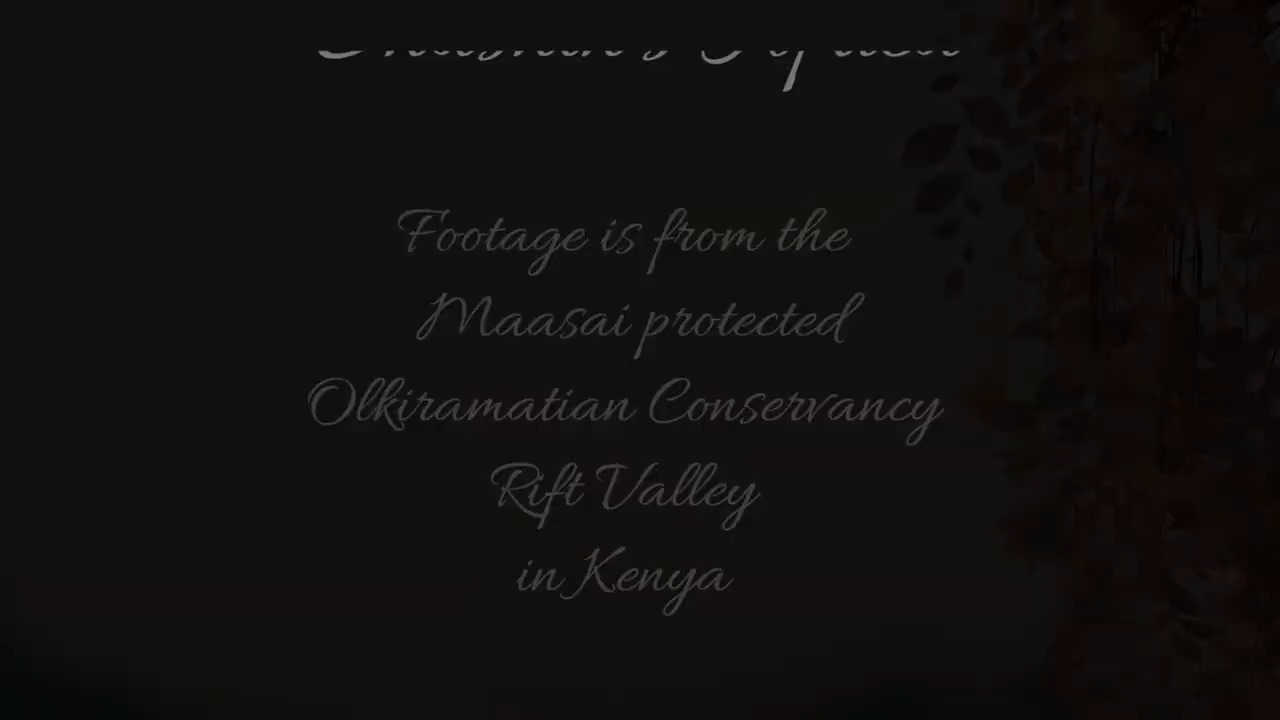 Footage is from the
Maasai protected
Olkiramatian Conservancy
Rift Valley
in Kenya